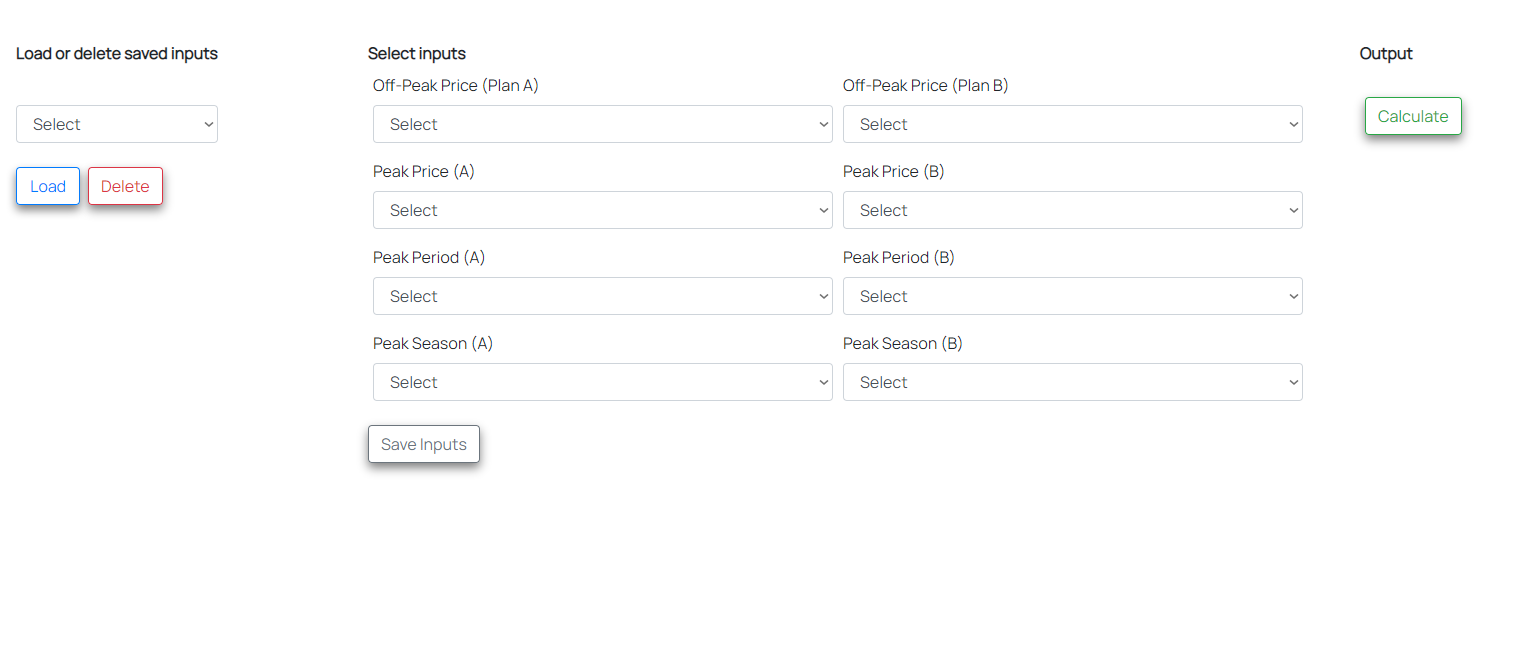 Load or delete saved inputs
Select
Load Delete
Select inputs
Off-Peak Price (Plan A) Off-Peak Price (Plan B)
Select Select
Peak Price (A) Peak Price (B)
Select Select
Peak Period (A) Peak Period (B)
Select Select
Peak Season (A) Peak Season (B)
Select Select
Save Inputs
Output
Calculate